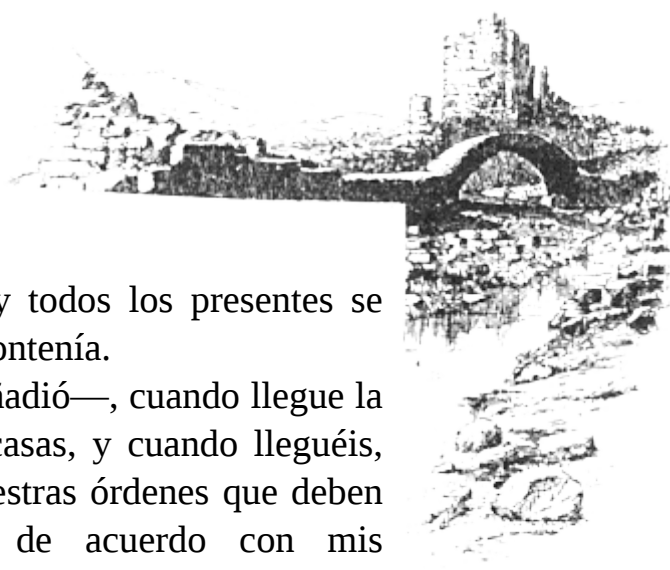 y todos los presentes se
ontenía.
adió—, cuando llegue la
casas, y cuando lleguéis,
estras órdenes que deben
de acuerdo con mis